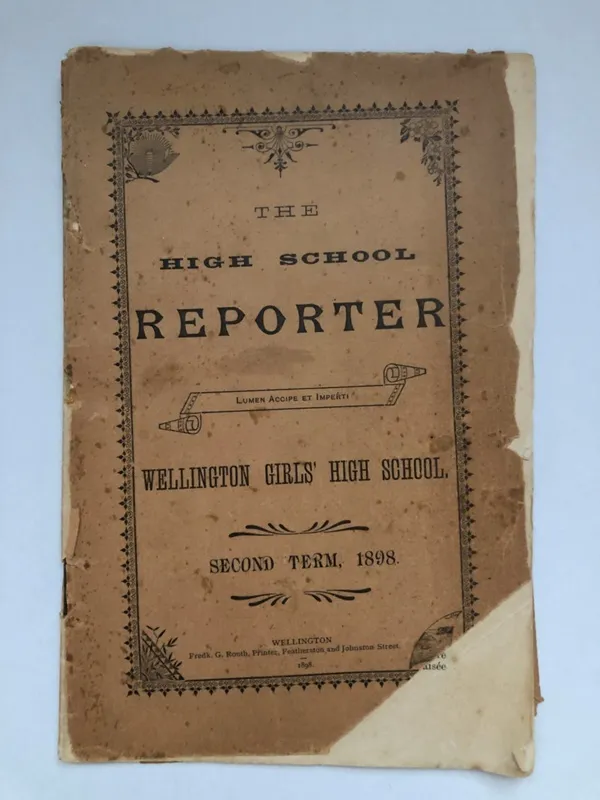 THE
HIGH SCHOOL
REPORTER
LUMEN ACCIPE ET IMPERTI
WELLINGTON GIRLS' HIGH SCHOOL.
SECOND TERM, 1898.
WELLINGTON
Fredk. G. Booth, Printer, Featherston and Johnston Street.
1898.